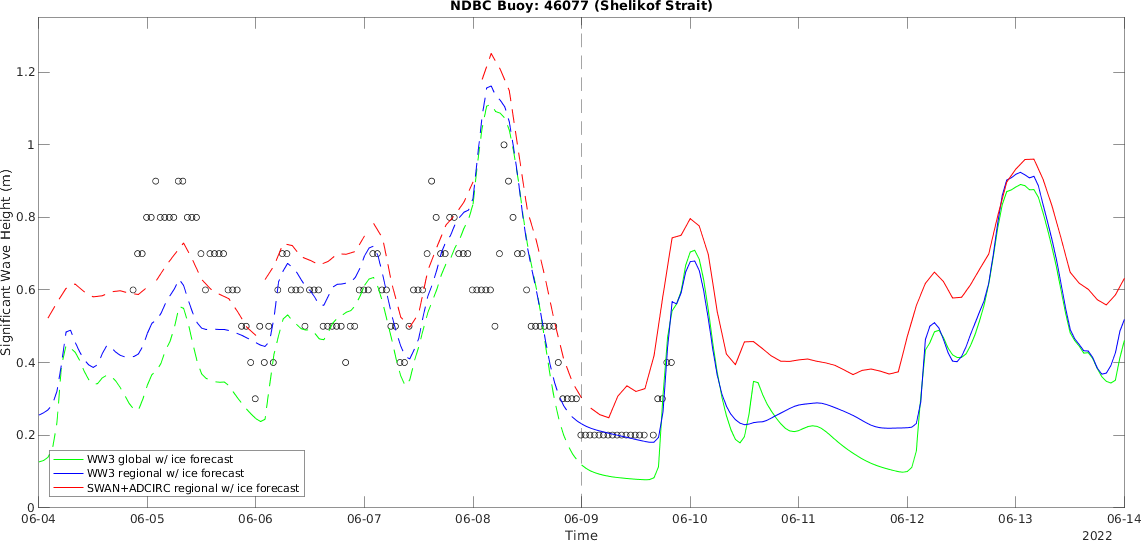 NDBC Buoy: 46077 (Shelikof Strait)
Significant Wave Height (m)
1.2
1
0.8
0.6
0.4
0.2
0
WW3 global w/ ice forecast
WW3 regional w/ ice forecast
SWAN+ADCIRC regional w/ ice forecast
06-04 06-05 06-06 06-07 06-08 06-09 06-10 06-11 06-12 06-13 06-14
Time
2022